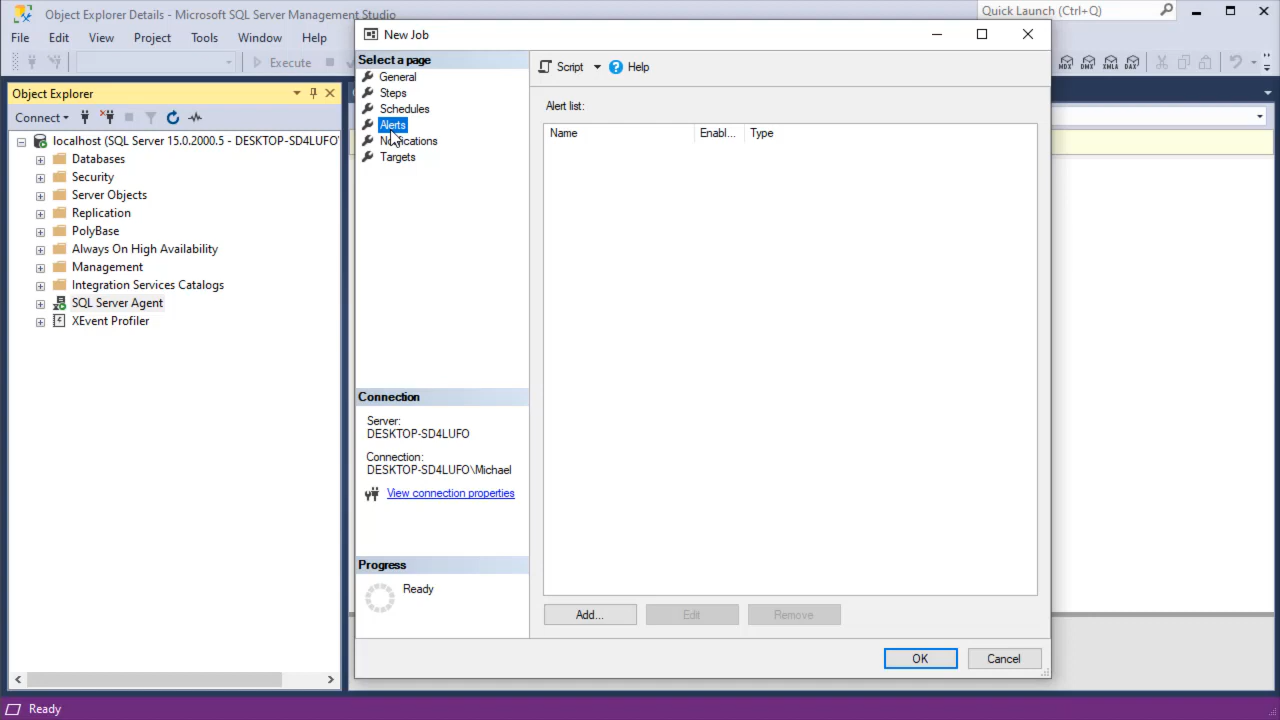 Object Explorer Details - Microsoft SQL Server Management Studio
Quick Launch (Ctrl+Q)
File Edit View Project Tools Window Help
Execute
Object Explorer
Connect
localhost (SQL Server 15.0.2000.5 - DESKTOP-SD4LUFO
Databases
Security
Server Objects
Replication
PolyBase
Always On High Availability
Management
Integration Services Catalogs
SQL Server Agent
XEvent Profiler
New Job
Select a page
General
Steps
Schedules
Alerts
Notifications
Targets
Connection
Server:
DESKTOP-SD4LUFO
Connection:
DESKTOP-SD4LUFO\Michael
View connection properties
Progress
Ready
Script Help
Alert list:
Name Enabl... Type
Add... Edit Remove
OK Cancel
MDX DMX XMLA DAX
Ready